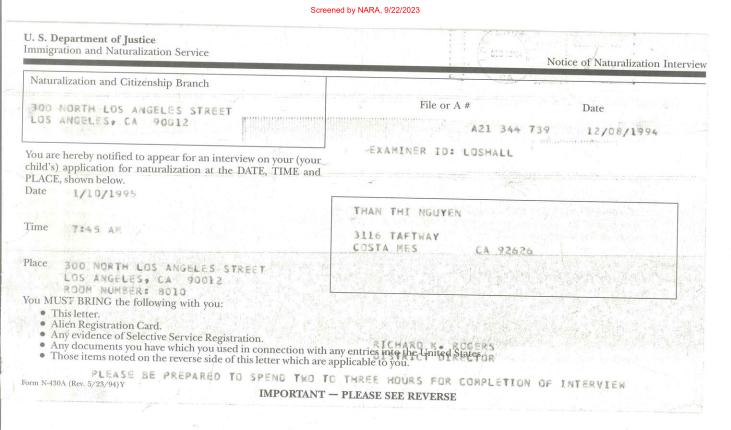 Screened by NARA, 9/22/2023
U. S. Department of Justice
Immigration and Naturalization Service
Notice of Naturalization Interview
Naturalization and Citizenship Branch
300 NORTH LOS ANGELES STREET
LOS ANGELES, CA 90012
File or A #
Date
A21 344 739
12/08/1994
EXAMINER ID: LOSHALL
You are hereby notified to appear for an interview on your (your
child's) application for naturalization at the DATE, TIME and
PLACE, shown below.
Date 1/10/1995
THAN THI NGUYEN
Time 7:45 AM
3116 TAFTWAY
COSTA MES CA 92626
Place 300 NORTH LOS ANGELES STREET
LOS ANGELES, CA 90012
ROOM NUMBER: 8010
You MUST BRING the following with you:
• This letter.
• Alien Registration Card.
• Any evidence of Selective Service Registration.
RICHARD K. ROGERS
• Any documents you have which you used in connection with any entries into the United States.
DISTRICT DIRECTOR
• Those items noted on the reverse side of this letter which are applicable to you.
PLEASE BE PREPARED TO SPEND TWO TO THREE HOURS FOR COMPLETION OF INTERVIEW
Form N-430A (Rev. 5/23/94)Y
IMPORTANT — PLEASE SEE REVERSE